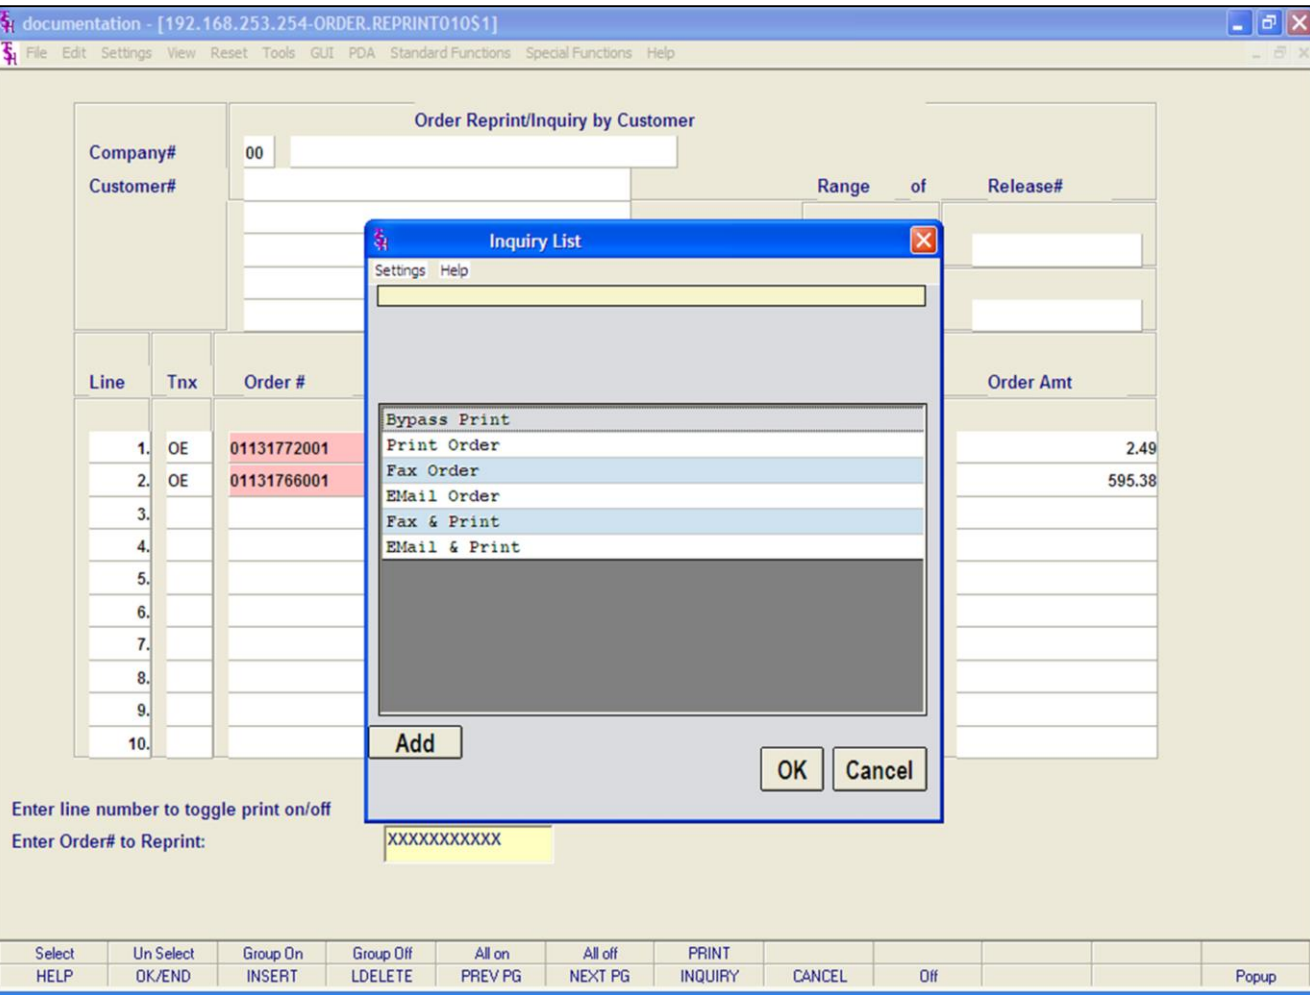 documentation - [192.168.253.254-ORDER.REPRINT010$1]
File Edit Settings View Reset Tools GUI PDA Standard Functions Special Functions Help
Order Reprint/Inquiry by Customer
Company# 00
Customer# Range of Release#
Inquiry List
Settings Help
Line Tnx Order # Order Amt
Bypass Print
Print Order
Fax Order
EMail Order
Fax & Print
EMail & Print
1. OE 01131772001 2.49
2. OE 01131766001 595.38
3.
4.
5.
6.
7.
8.
9.
10.
Add
OK Cancel
Enter line number to toggle print on/off
Enter Order# to Reprint: XXXXXXXXXXX
Select Un Select Group On Group Off All on All off PRINT
HELP OK/END INSERT LDELETE PREV PG NEXT PG INQUIRY CANCEL Off Popup